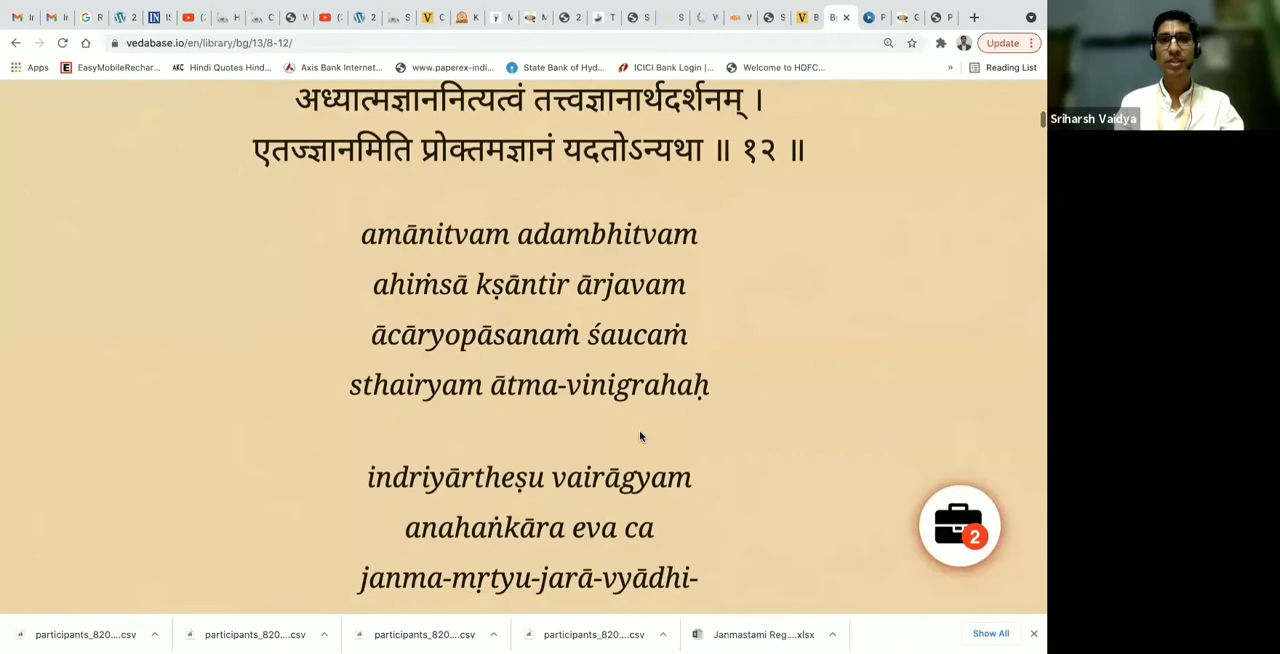 vedabase.io/en/library/bg/13/8-12/
Update
Apps
EasyMobileRechar...
AKC Hindi Quotes Hind...
Axis Bank Internet...
www.paperex-indi...
State Bank of Hyd...
ICICI Bank Login |...
Welcome to HDFC...
»
Reading List
अध्यात्मज्ञाननित्यत्वं तत्त्वज्ञानार्थदर्शनम् ।
एतज्ज्ञानमिति प्रोक्तमज्ञानं यदतोऽन्यथा ॥ १२ ॥
amānitvam adambhitvam
ahiṁsā kṣāntir ārjavam
ācāryopāsanaṁ śaucaṁ
sthairyam ātma-vinigrahaḥ
indriyārtheṣu vairāgyam
anahaṅkāra eva ca
janma-mṛtyu-jarā-vyādhi-
2
Sriharsh Vaidya
participants_820....csv
participants_820....csv
participants_820....csv
participants_820....csv
Janmastami Reg....xlsx
Show All